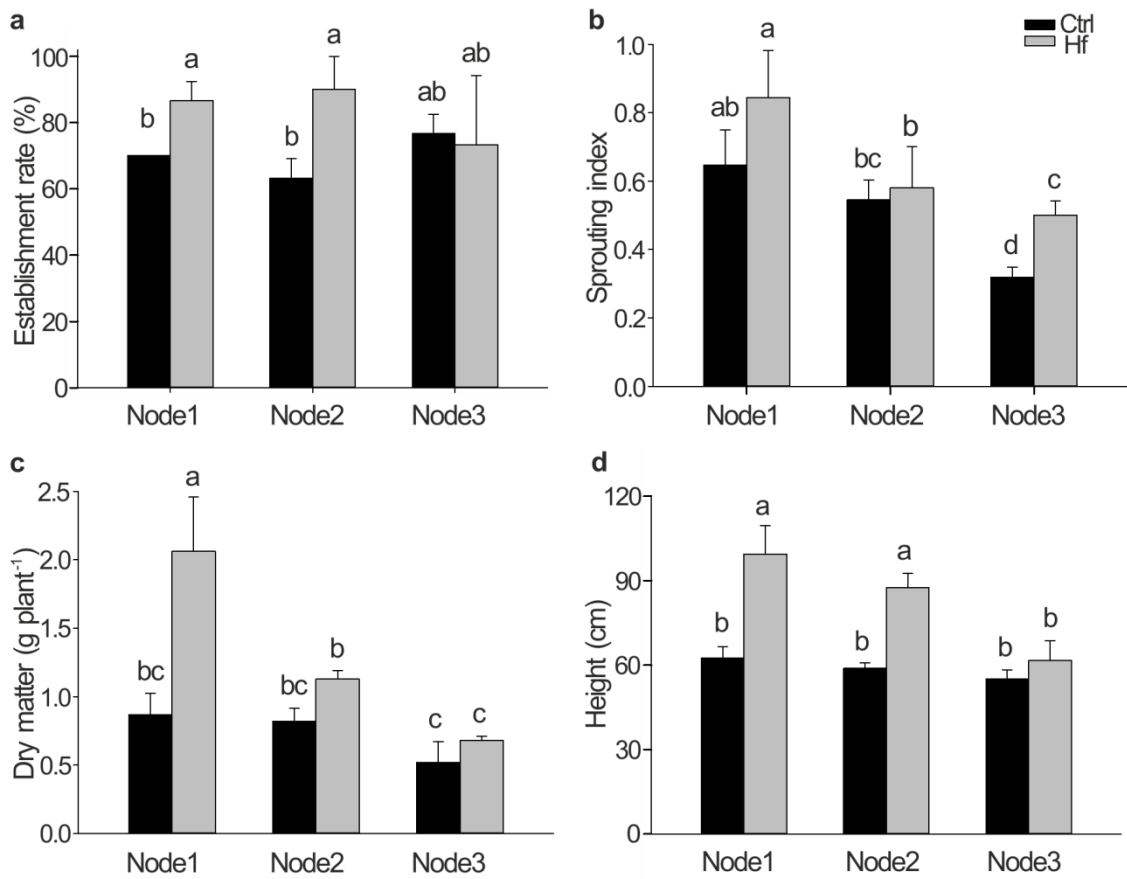 a
Establishment rate (%)
100
80
60
40
20
0
b a b a ab ab
Node1 Node2 Node3
b
Ctrl
Hf
Sprouting index
1.0
0.8
0.6
0.4
0.2
0.0
ab a bc b d c
Node1 Node2 Node3
c
Dry matter (g plant⁻¹)
2.5
2.0
1.5
1.0
0.5
0.0
bc a bc b c c
Node1 Node2 Node3
d
Height (cm)
120
90
60
30
0
b a b a b b
Node1 Node2 Node3